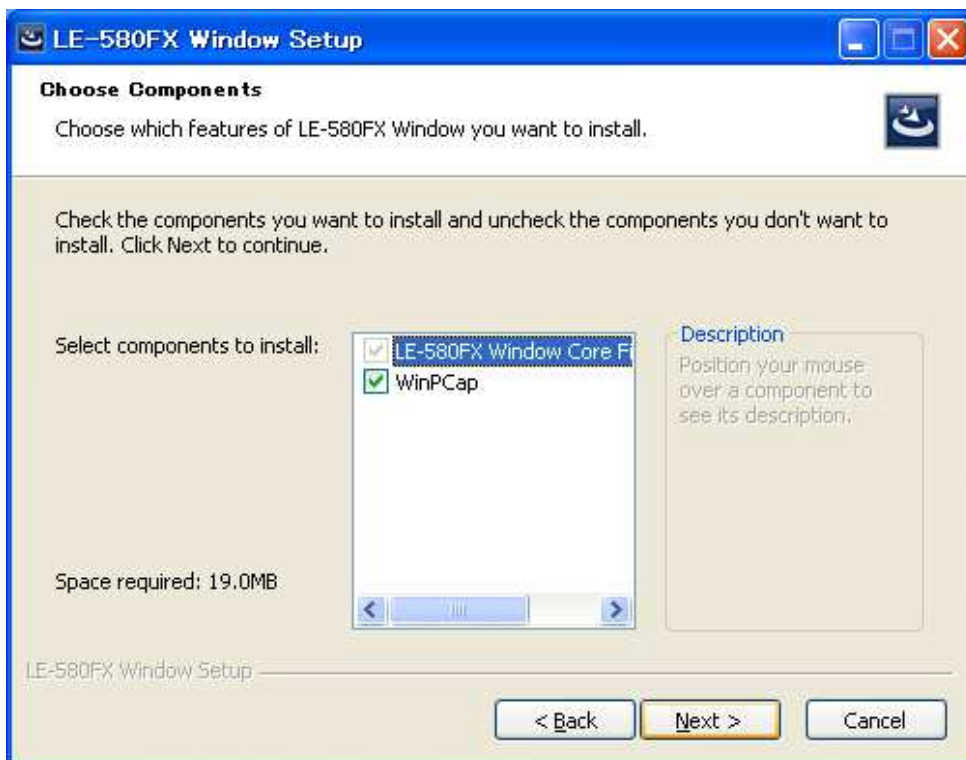 LE-580FX Window Setup
Choose Components
Choose which features of LE-580FX Window you want to install.
Check the components you want to install and uncheck the components you don't want to
install. Click Next to continue.
Select components to install:
LE-580FX Window Core Fi
WinPCap
Description
Position your mouse
over a component to
see its description.
Space required: 19.0MB
LE-580FX Window Setup
< Back
Next >
Cancel